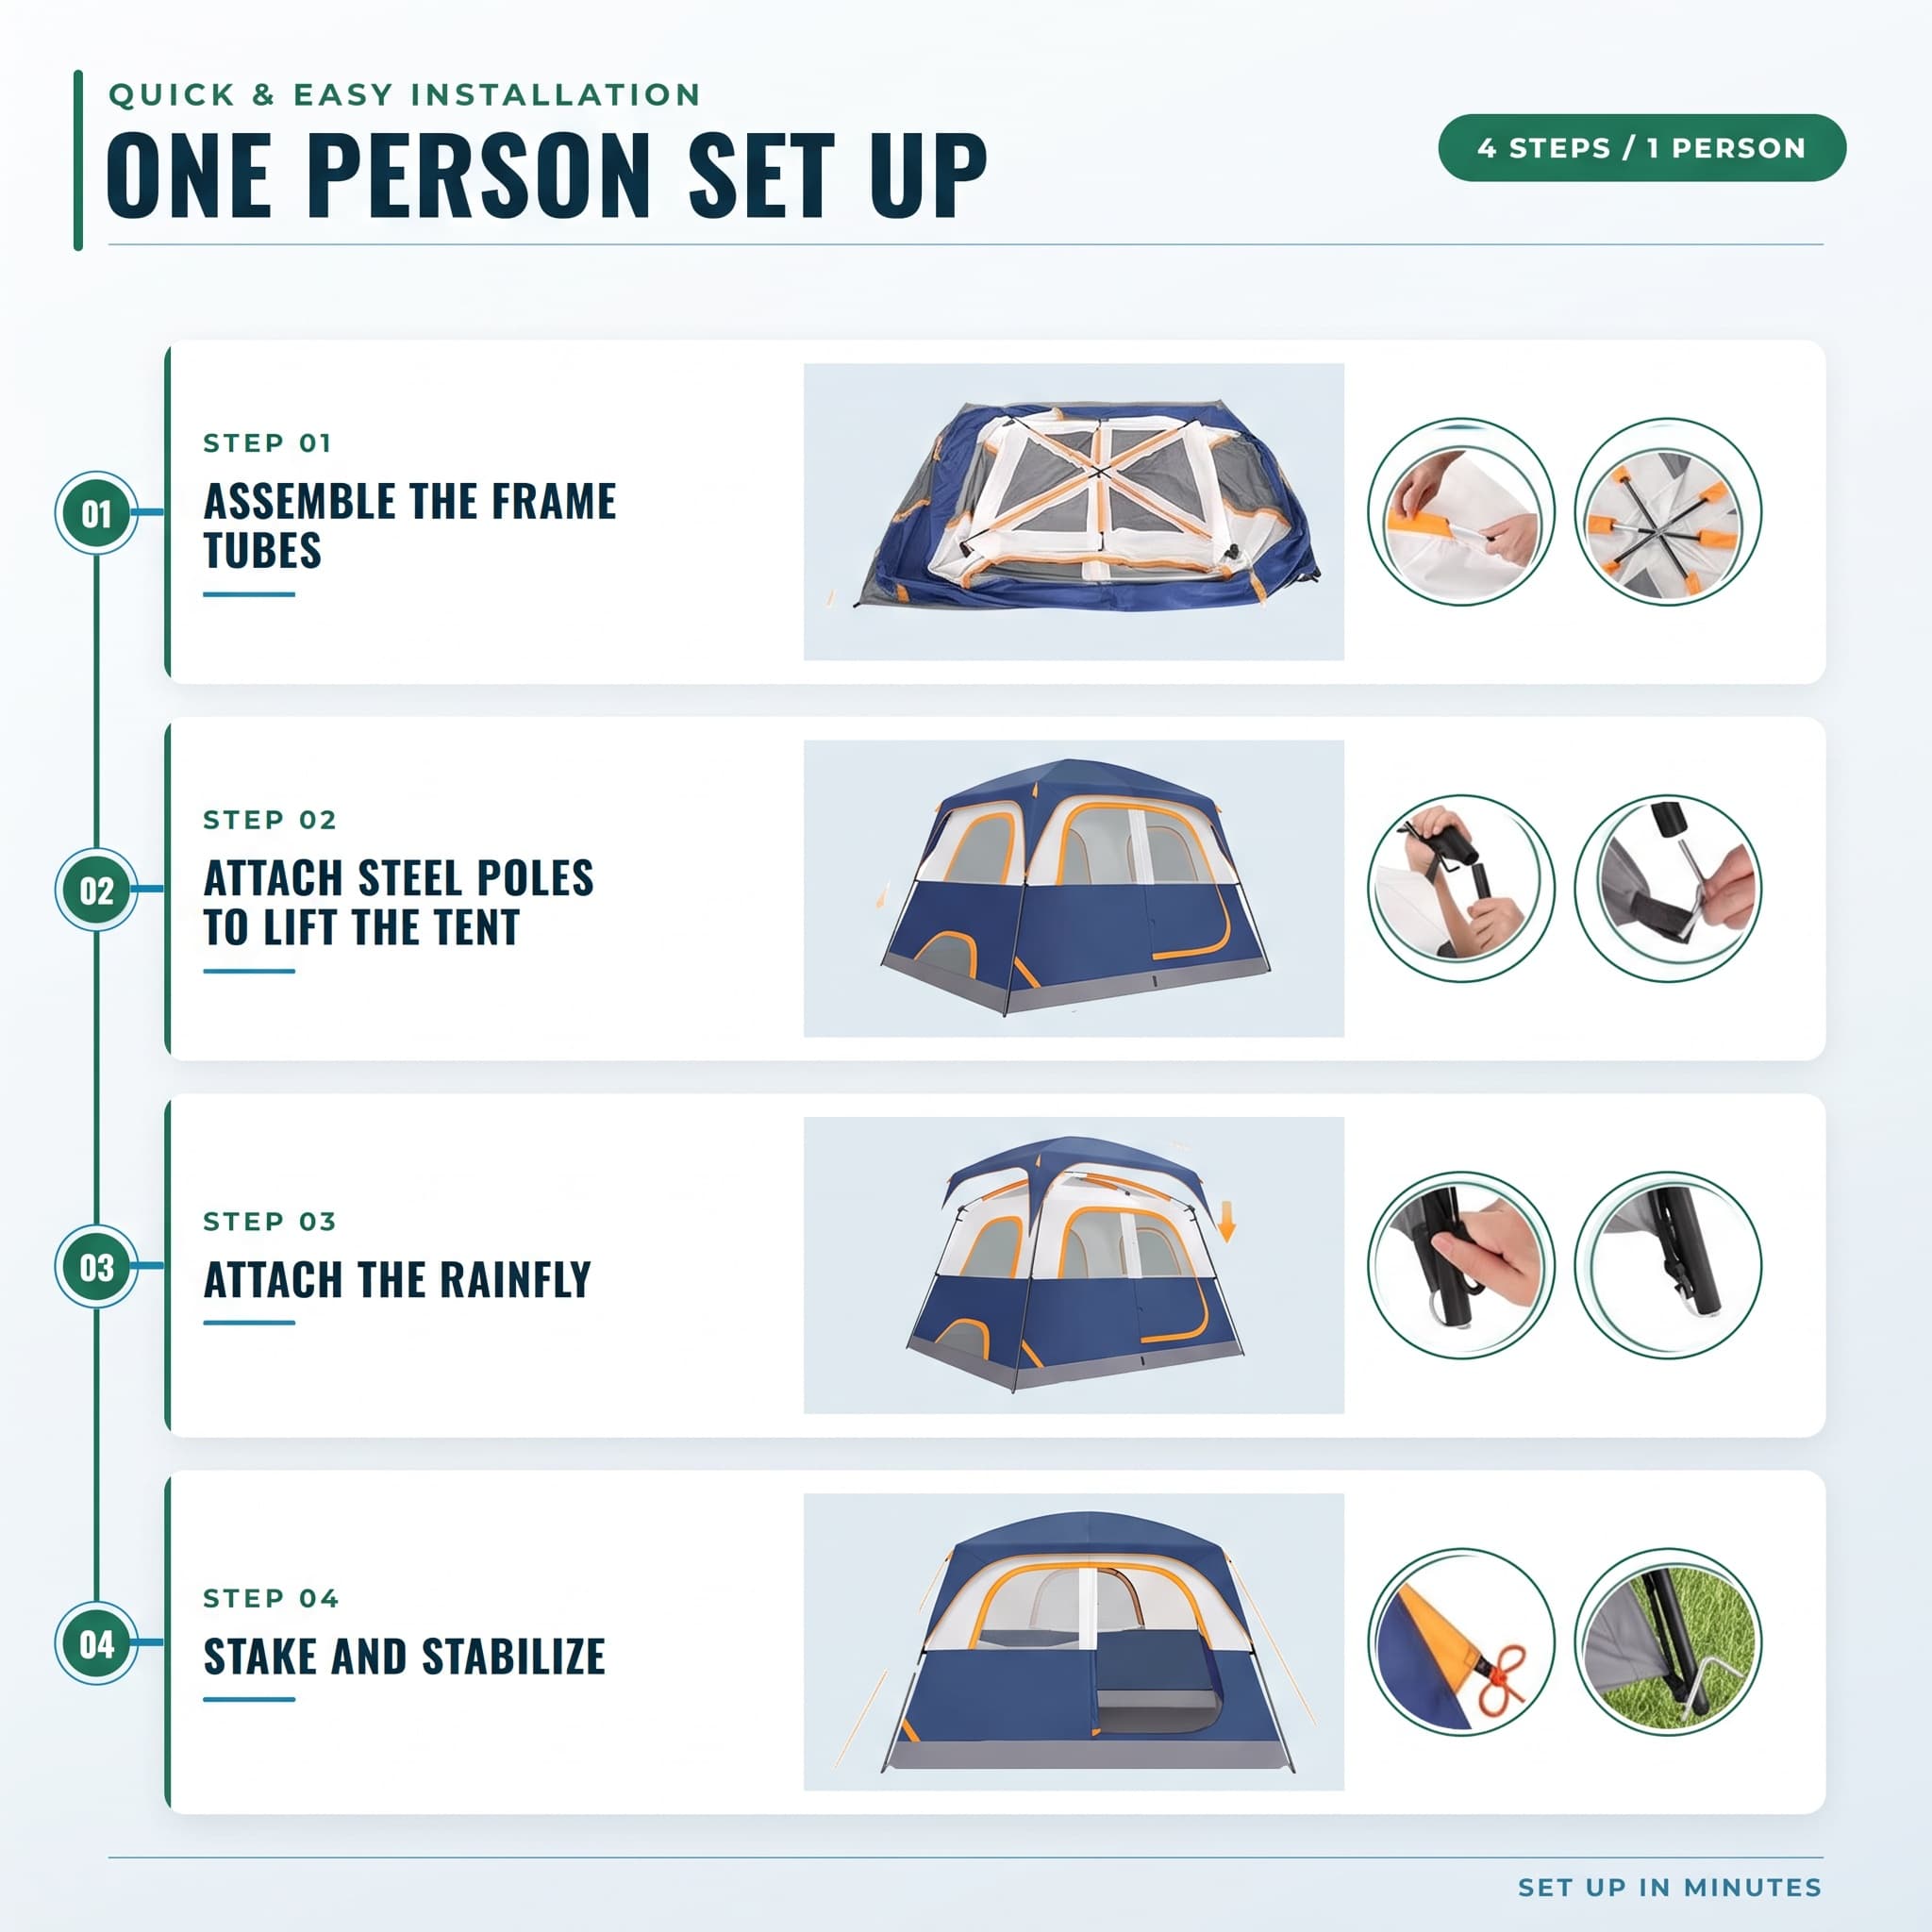 QUICK & EASY INSTALLATION
ONE PERSON SET UP
4 STEPS / 1 PERSON
01
STEP 01
ASSEMBLE THE FRAME
TUBES
02
STEP 02
ATTACH STEEL POLES
TO LIFT THE TENT
03
STEP 03
ATTACH THE RAINFLY
04
STEP 04
STAKE AND STABILIZE
SET UP IN MINUTES